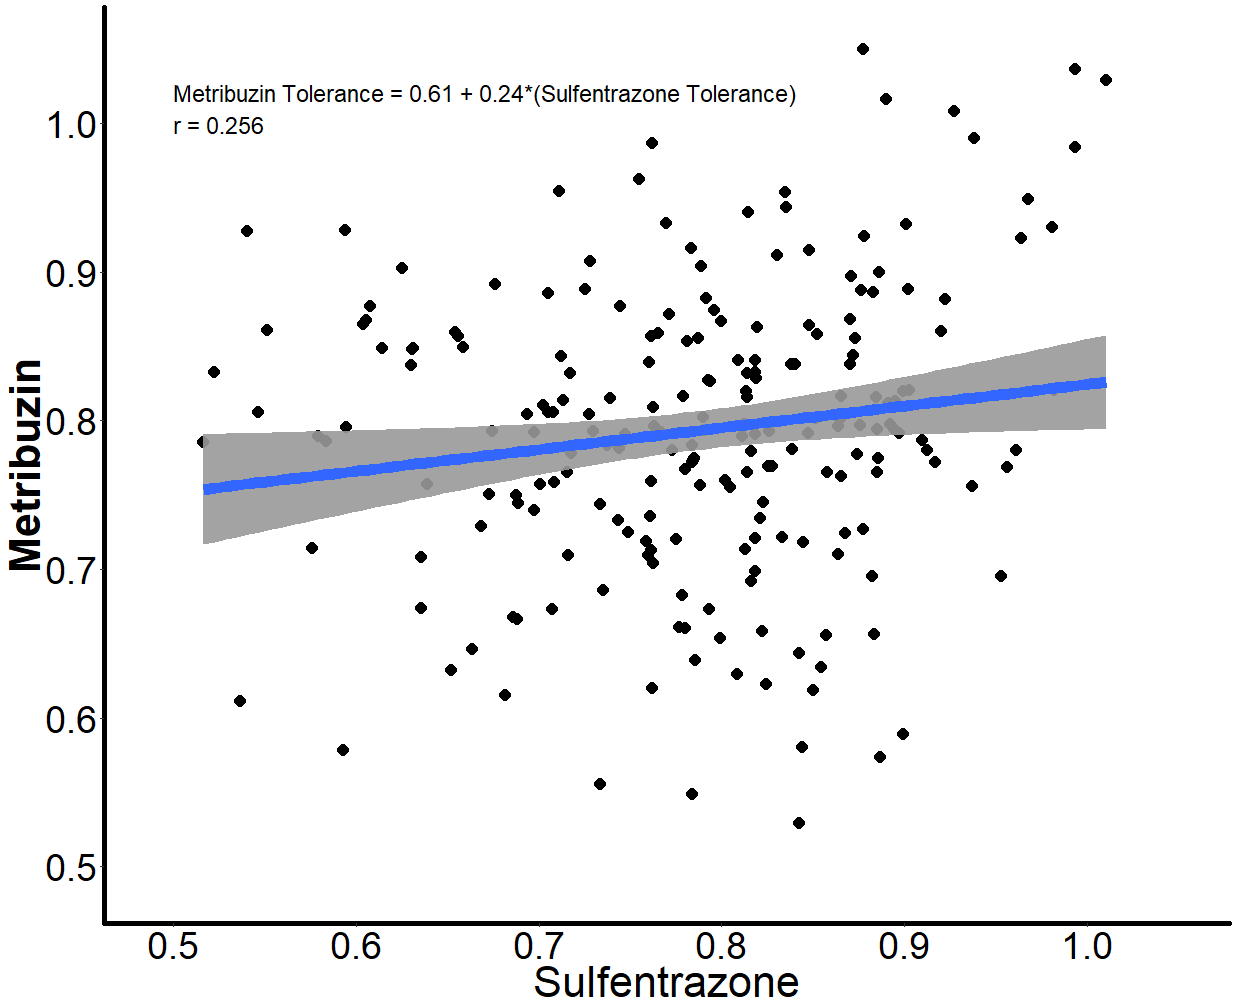 Metribuzin Tolerance = 0.61 + 0.24*(Sulfentrazone Tolerance)
r = 0.256
Metribuzin
1.0
0.9
0.8
0.7
0.6
0.5
0.5 0.6 0.7 0.8 0.9 1.0
Sulfentrazone